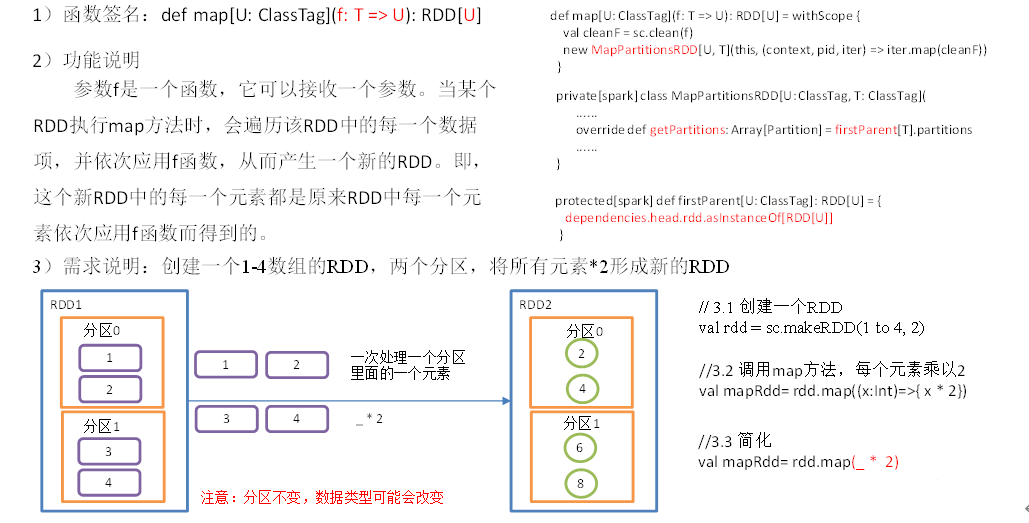 1）函数签名：def map[U: ClassTag](f: T => U): RDD[U]
2）功能说明
参数f是一个函数，它可以接收一个参数。当某个
RDD执行map方法时，会遍历该RDD中的每一个数据
项，并依次应用f函数，从而产生一个新的RDD。即，
这个新RDD中的每一个元素都是原来RDD中每一个元
素依次应用f函数而得到的。
def map[U: ClassTag](f: T => U): RDD[U] = withScope {
val cleanF = sc.clean(f)
new MapPartitionsRDD[U, T](this, (context, pid, iter) => iter.map(cleanF))
}
private[spark] class MapPartitionsRDD[U: ClassTag, T: ClassTag](
......
override def getPartitions: Array[Partition] = firstParent[T].partitions
......
}
protected[spark] def firstParent[U: ClassTag]: RDD[U] = {
dependencies.head.rdd.asInstanceOf[RDD[U]]
}
3）需求说明：创建一个1-4数组的RDD，两个分区，将所有元素*2形成新的RDD
RDD1
分区0
1
2
分区1
3
4
1
2
一次处理一个分区
里面的一个元素
3
4
_ * 2
注意：分区不变，数据类型可能会改变
RDD2
分区0
2
4
分区1
6
8
// 3.1 创建一个RDD
val rdd = sc.makeRDD(1 to 4, 2)
//3.2 调用map方法，每个元素乘以2
val mapRdd= rdd.map((x:Int)=>{ x * 2})
//3.3 简化
val mapRdd= rdd.map(_ * 2)